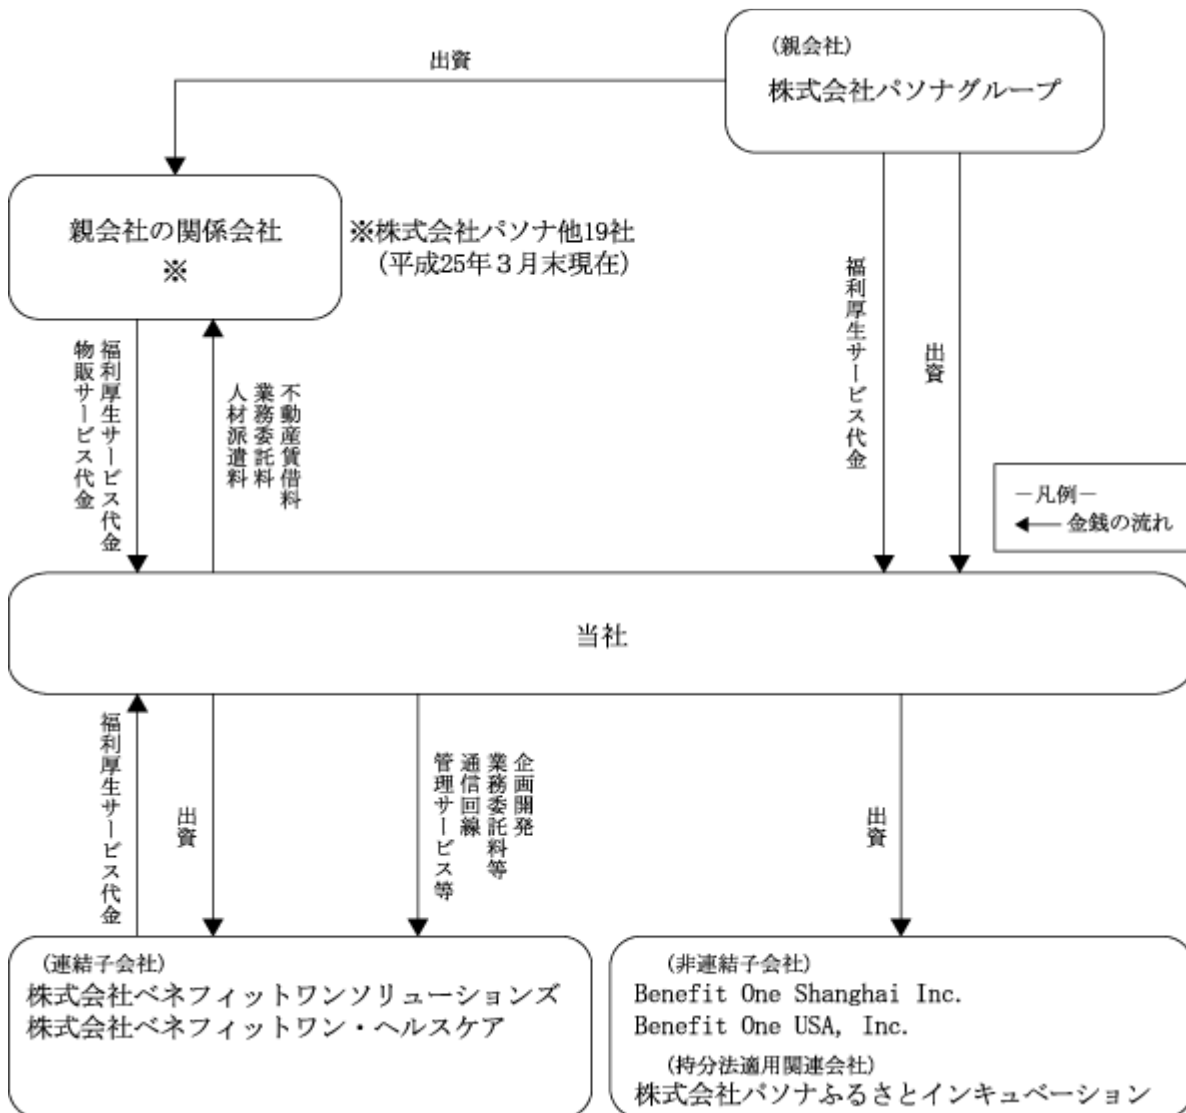 (親会社)
株式会社パソナグループ
出資
親会社の関係会社
※
※株式会社パソナ他19社
(平成25年3月末現在)
福利厚生サービス代金
物販サービス代金
不動産賃借料
業務委託料
人材派遣料
福利厚生サービス代金
出資
―凡例―
金銭の流れ
当社
福利厚生サービス代金
出資
企画開発
業務委託料等
通信回線
管理サービス等
出資
(連結子会社)
株式会社ベネフィットワンソリューションズ
株式会社ベネフィットワン・ヘルスケア
(非連結子会社)
Benefit One Shanghai Inc.
Benefit One USA, Inc.
(持分法適用関連会社)
株式会社パソナふるさとインキュベーション